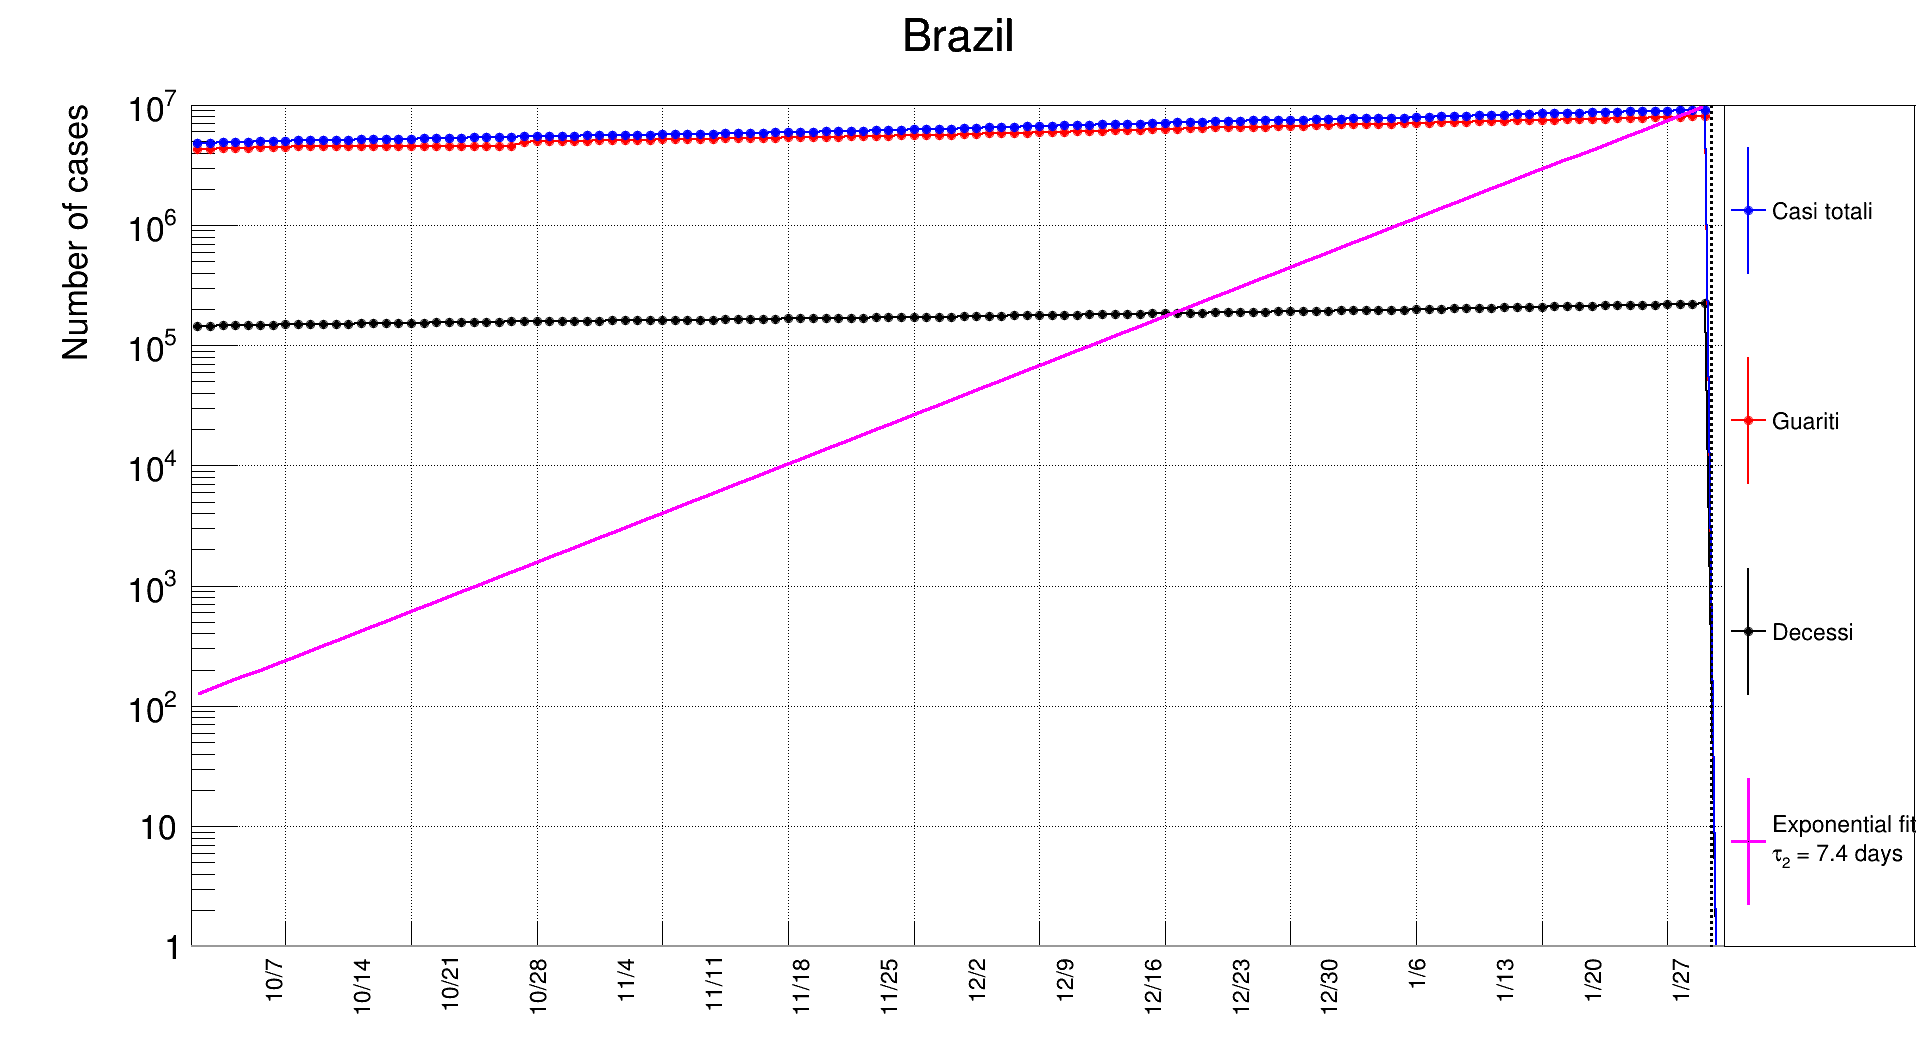 Brazil
Number of cases
10^7
10^6
10^5
10^4
10^3
10^2
10
1
10/7 10/14 10/21 10/28 11/4 11/11 11/18 11/25 12/2 12/9 12/16 12/23 12/30 1/6 1/13 1/20 1/27
Casi totali
Guariti
Decessi
Exponential fit
τ₂ = 7.4 days